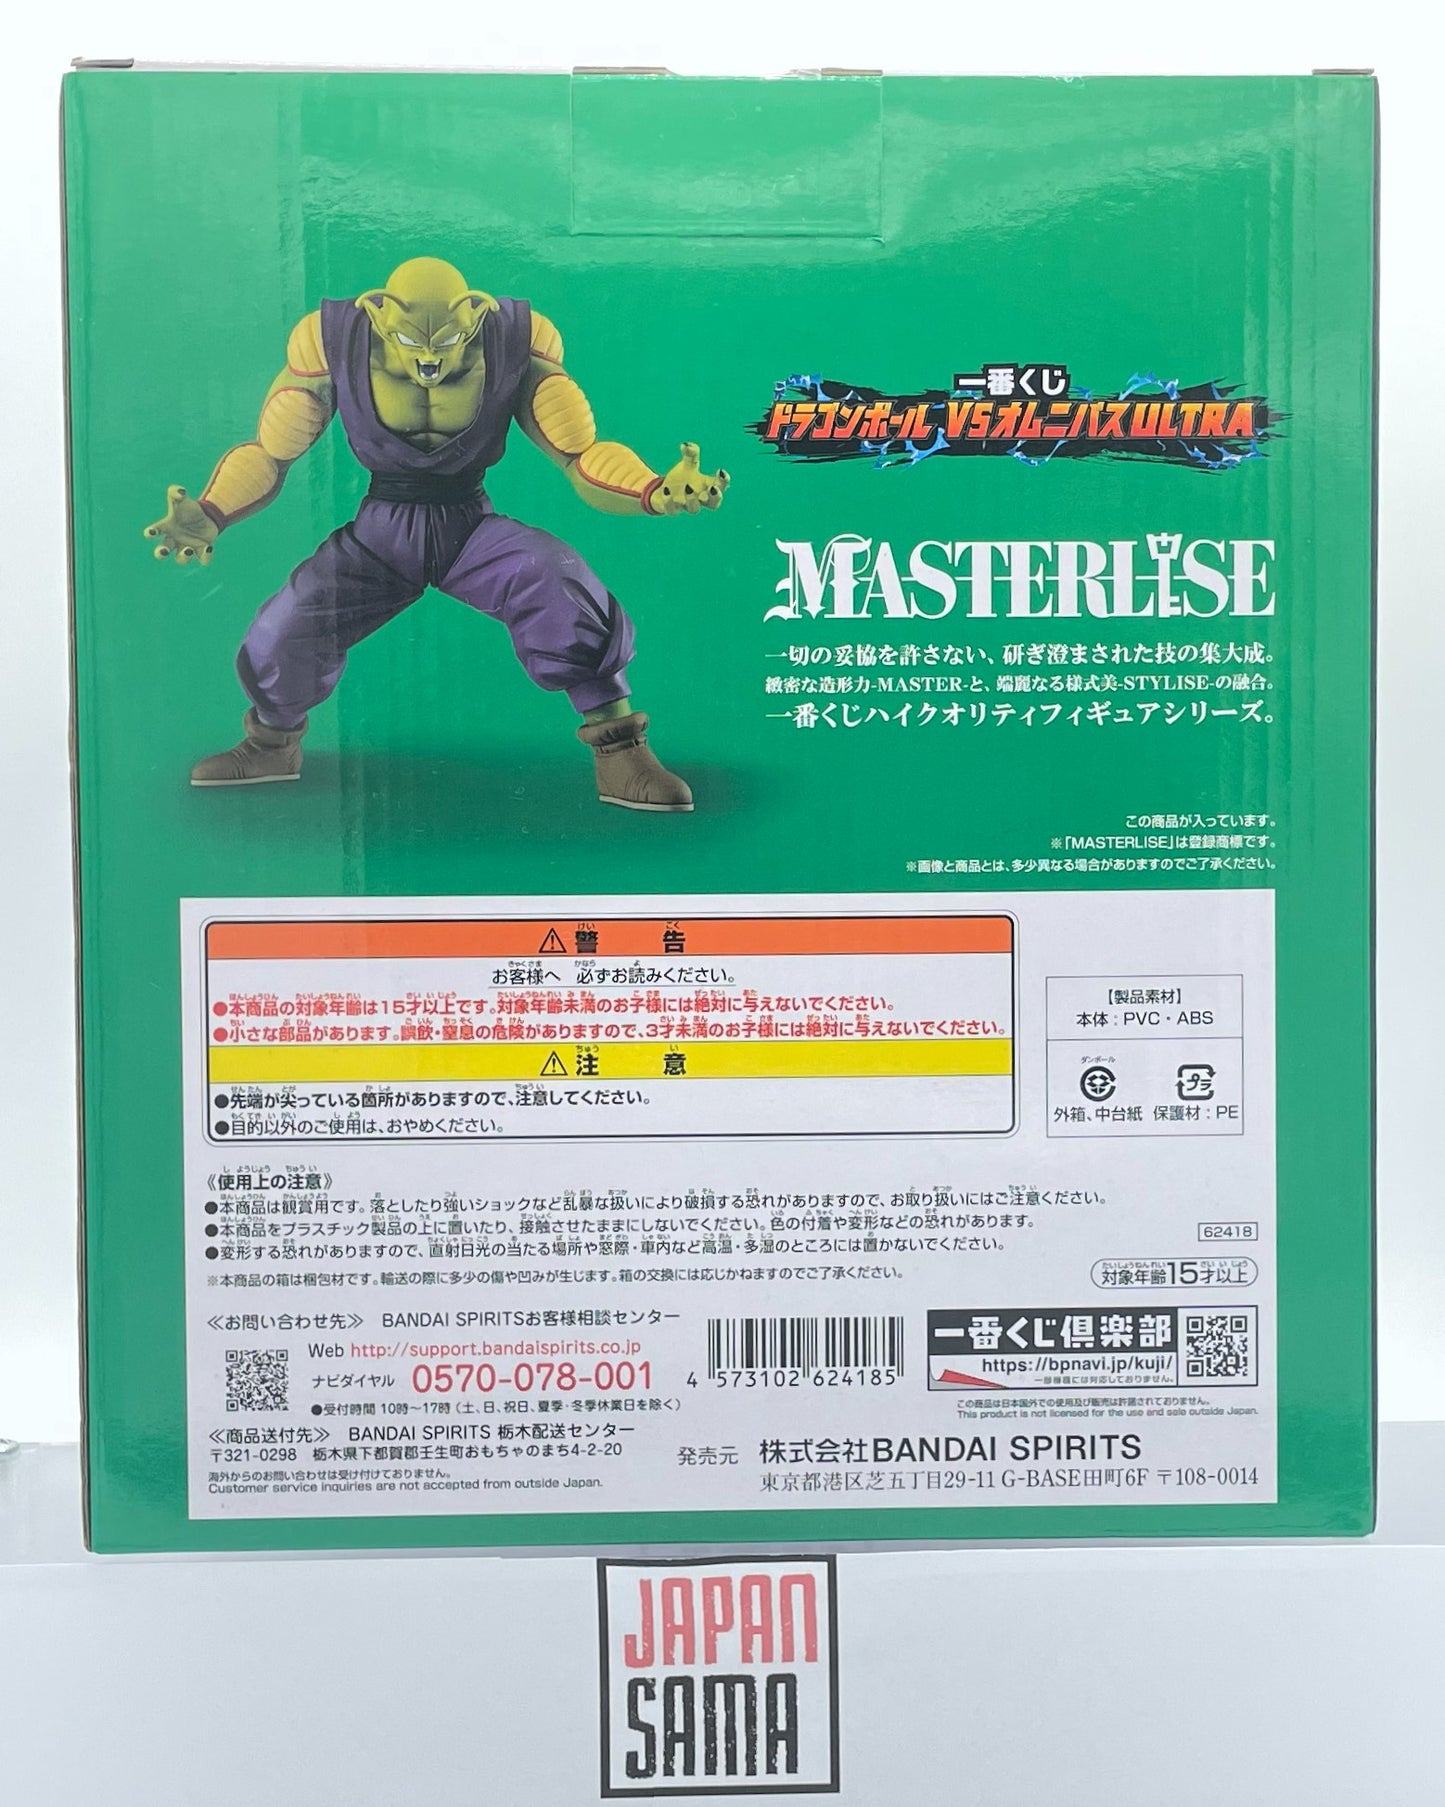 一番くじ
ドラゴンボール VSオムニバスULTRA
MASTERLISE
一切の妥協を許さない、研ぎ澄まされた技の集大成。
緻密な造形力-MASTER-と、端麗なる様式美-STYLISE-の融合。
一番くじハイクオリティフィギュアシリーズ。
この商品が入っています。
※「MASTERLISE」は登録商標です。
※画像と商品とは、多少異なる場合がありますのでご了承ください。
⚠警告
お客様へ 必ずお読みください。
●本商品の対象年齢は15才以上です。対象年齢未満のお子様には絶対に与えないでください。
●小さな部品があります。誤飲・窒息の危険がありますので、3才未満のお子様には絶対に与えないでください。
⚠注意
●先端が尖っている箇所がありますので、注意してください。
●目的以外のご使用は、おやめください。
【製品素材】
本体：PVC・ABS
ダンボール
プラ
外箱、中台紙 保護材：PE
《使用上の注意》
●本商品は観賞用です。落としたり強いショックなど乱暴な扱いにより破損する恐れがありますので、お取り扱いにはご注意ください。
●本商品をプラスチック製品の上に置いたり、接触させたままにしないでください。色の付着や変形などの恐れがあります。
●変形する恐れがありますので、直射日光の当たる場所や窓際・車内など高温・多湿のところには置かないでください。
※本商品の箱は梱包材です。輸送の際に多少の傷や凹みが生じます。箱の交換には応じかねますのでご了承ください。
62418
対象年齢15才以上
≪お問い合わせ先≫ BANDAI SPIRITSお客様相談センター
Web http://support.bandaispirits.co.jp
ナビダイヤル 0570-078-001
●受付時間 10時～17時（土、日、祝日、夏季・冬季休業日を除く）
≪商品送付先≫ BANDAI SPIRITS 栃木配送センター
〒321-0298 栃木県下都賀郡壬生町おもちゃのまち4-2-20
海外からのお問い合わせは受け付けておりません。
Customer service inquiries are not accepted from outside Japan.
4 573102 624185
一番くじ倶楽部
https://bpnavi.jp/kuji/
一部機種には対応しておりません。
この商品は日本国外での使用及び販売は許諾されておりません。
This product is not licensed for the use and sale outside Japan.
発売元 株式会社BANDAI SPIRITS
東京都港区芝五丁目29-11 G-BASE田町6F 〒108-0014
JAPAN
SAMA